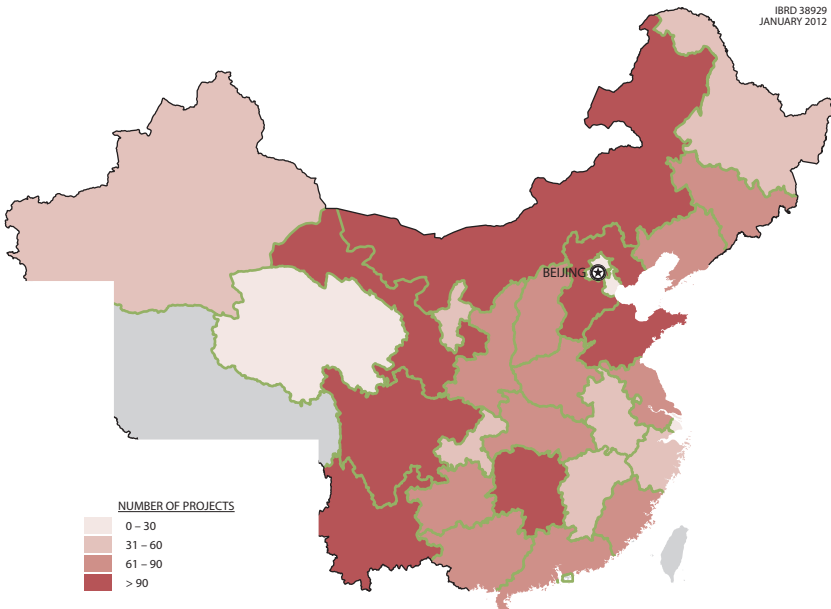 IBRD 38929
JANUARY 2012
BEIJING
NUMBER OF PROJECTS
0 – 30
31 – 60
61 – 90
> 90